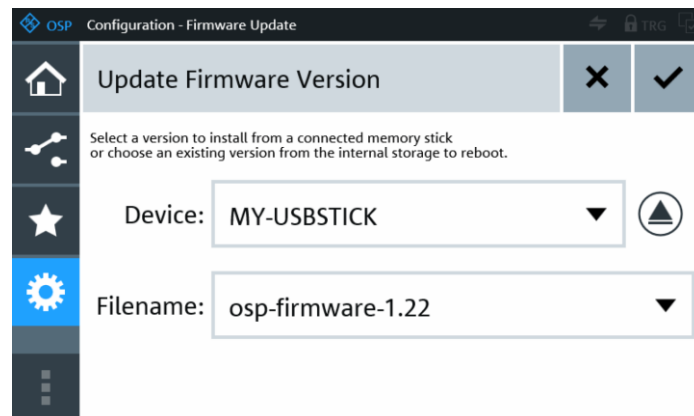 OSP Configuration - Firmware Update TRG
Update Firmware Version
Select a version to install from a connected memory stick
or choose an existing version from the internal storage to reboot.
Device: MY-USBSTICK
Filename: osp-firmware-1.22